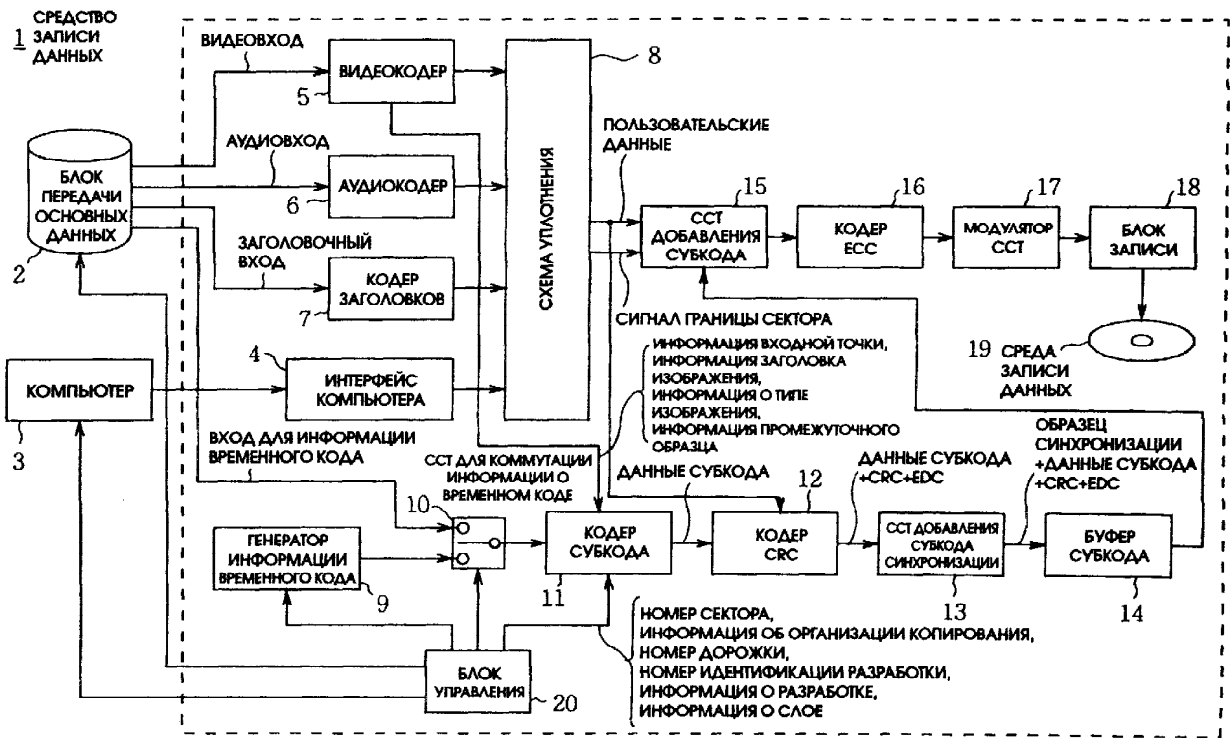 1 СРЕДСТВО
ЗАПИСИ
ДАННЫХ
ВИДЕОВХОД
ВИДЕОКОДЕР
5
8
АУДИОВХОД
АУДИОКОДЕР
6
БЛОК
ПЕРЕДАЧИ
ОСНОВНЫХ
ДАННЫХ
2
ЗАГОЛОВОЧНЫЙ
ВХОД
КОДЕР
ЗАГОЛОВКОВ
7
СХЕМА УПЛОТНЕНИЯ
ПОЛЬЗОВАТЕЛЬСКИЕ
ДАННЫЕ
15
ССТ
ДОБАВЛЕНИЯ
СУБКОДА
16
КОДЕР
ECC
17
МОДУЛЯТОР
ССТ
18
БЛОК
ЗАПИСИ
СИГНАЛ ГРАНИЦЫ СЕКТОРА
19 СРЕДА
ЗАПИСИ
ДАННЫХ
КОМПЬЮТЕР
3
4
ИНТЕРФЕЙС
КОМПЬЮТЕРА
ИНФОРМАЦИЯ ВХОДНОЙ ТОЧКИ,
ИНФОРМАЦИЯ ЗАГОЛОВКА
ИЗОБРАЖЕНИЯ,
ИНФОРМАЦИЯ О ТИПЕ
ИЗОБРАЖЕНИЯ,
ИНФОРМАЦИЯ ПРОМЕЖУТОЧНОГО
ОБРАЗЦА
ВХОД ДЛЯ ИНФОРМАЦИИ
ВРЕМЕННОГО КОДА
ССТ ДЛЯ КОММУТАЦИИ
ИНФОРМАЦИИ О
ВРЕМЕННОМ КОДЕ
10
ДАННЫЕ СУБКОДА
ДАННЫЕ СУБКОДА
+CRC+EDC
ОБРАЗЕЦ
СИНХРОНИЗАЦИИ
+ДАННЫЕ СУБКОДА
+CRC+EDC
ГЕНЕРАТОР
ИНФОРМАЦИИ
ВРЕМЕННОГО КОДА
9
КОДЕР
СУБКОДА
11
12
КОДЕР
CRC
ССТ ДОБАВЛЕНИЯ
СУБКОДА
СИНХРОНИЗАЦИИ
13
БУФЕР
СУБКОДА
14
БЛОК
УПРАВЛЕНИЯ
20
НОМЕР СЕКТОРА,
ИНФОРМАЦИЯ ОБ ОРГАНИЗАЦИИ КОПИРОВАНИЯ,
НОМЕР ДОРОЖКИ,
НОМЕР ИДЕНТИФИКАЦИИ РАЗРАБОТКИ,
ИНФОРМАЦИЯ О РАЗРАБОТКЕ,
ИНФОРМАЦИЯ О СЛОЕ